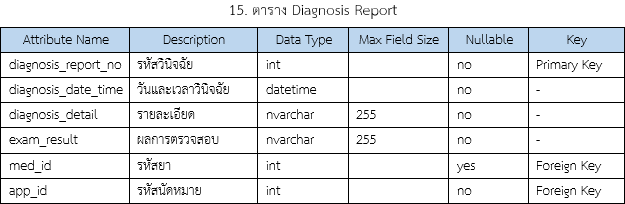 15. ตาราง Diagnosis Report
Attribute Name Description Data Type Max Field Size Nullable Key
diagnosis_report_no รหัสวินิจฉัย int no Primary Key
diagnosis_date_time วันและเวลาวินิจฉัย datetime no -
diagnosis_detail รายละเอียด nvarchar 255 no -
exam_result ผลการตรวจสอบ nvarchar 255 no -
med_id รหัสยา int yes Foreign Key
app_id รหัสนัดหมาย int no Foreign Key